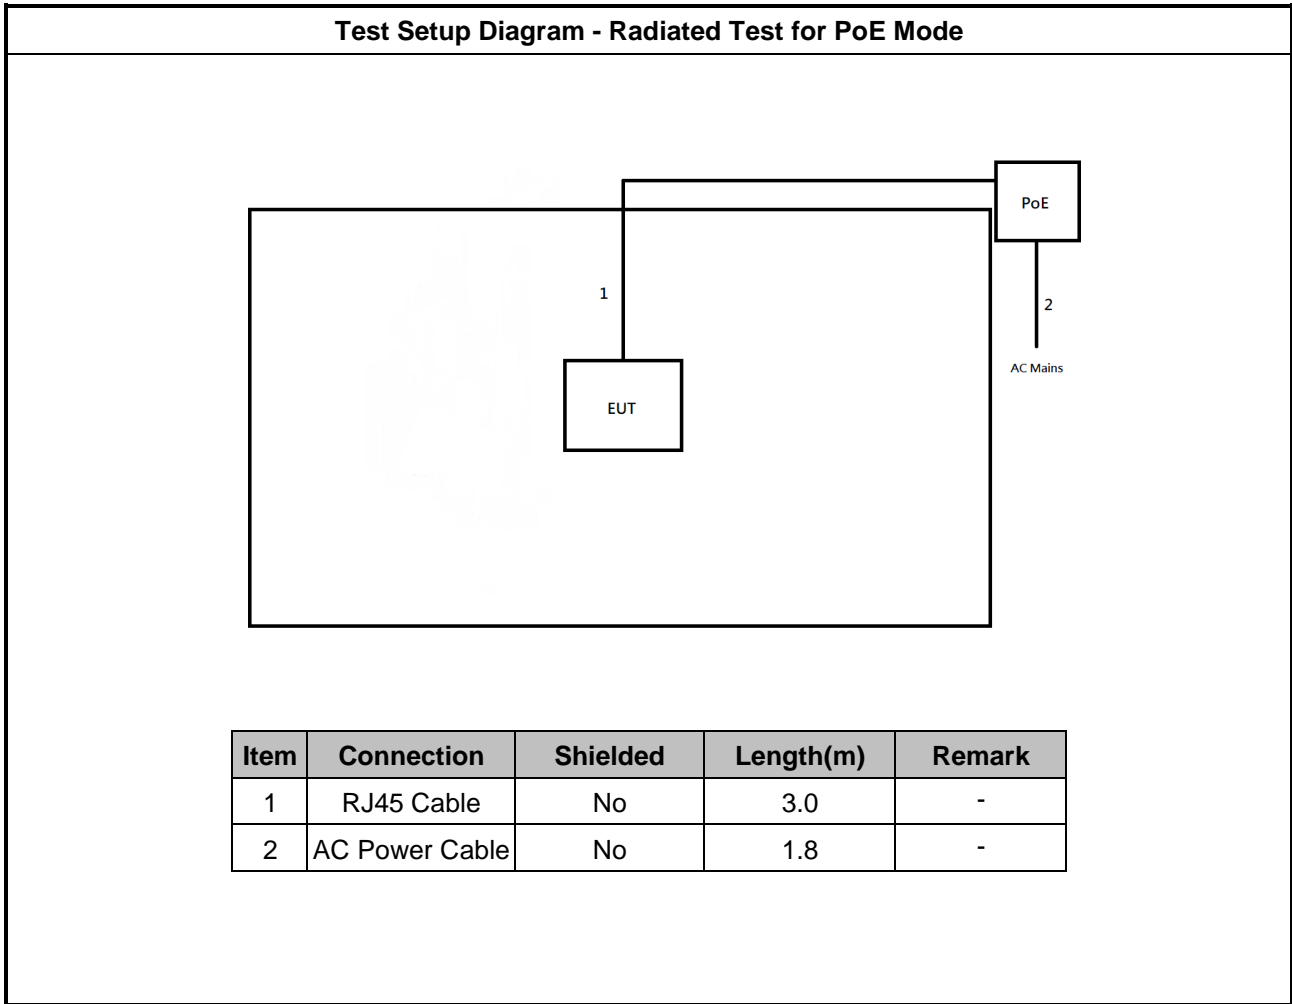 Test Setup Diagram - Radiated Test for PoE Mode
PoE
1
2
AC Mains
EUT
Item Connection Shielded Length(m) Remark
1 RJ45 Cable No 3.0 -
2 AC Power Cable No 1.8 -